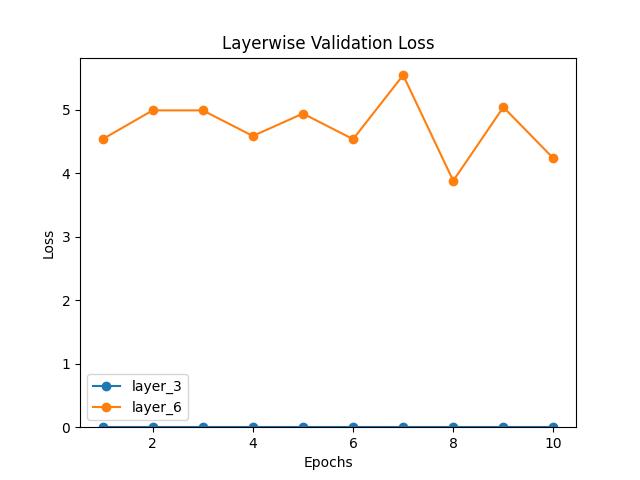 Layerwise Validation Loss
Loss
5
4
3
2
1
0
layer_3
layer_6
2 4 6 8 10
Epochs